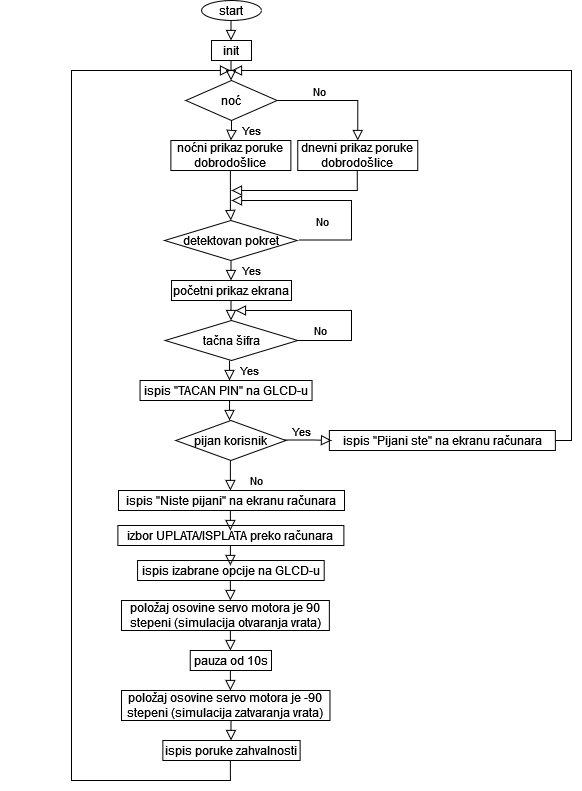 start
init
noć
No
Yes
noćni prikaz poruke
dobrodošlice
dnevni prikaz poruke
dobrodošlice
No
detektovan pokret
Yes
početni prikaz ekrana
tačna šifra
No
Yes
ispis "TACAN PIN" na GLCD-u
pijan korisnik
Yes
ispis "Pijani ste" na ekranu računara
No
ispis "Niste pijani" na ekranu računara
izbor UPLATA/ISPLATA preko računara
ispis izabrane opcije na GLCD-u
položaj osovine servo motora je 90
stepeni (simulacija otvaranja vrata)
pauza od 10s
položaj osovine servo motora je -90
stepeni (simulacija zatvaranja vrata)
ispis poruke zahvalnosti